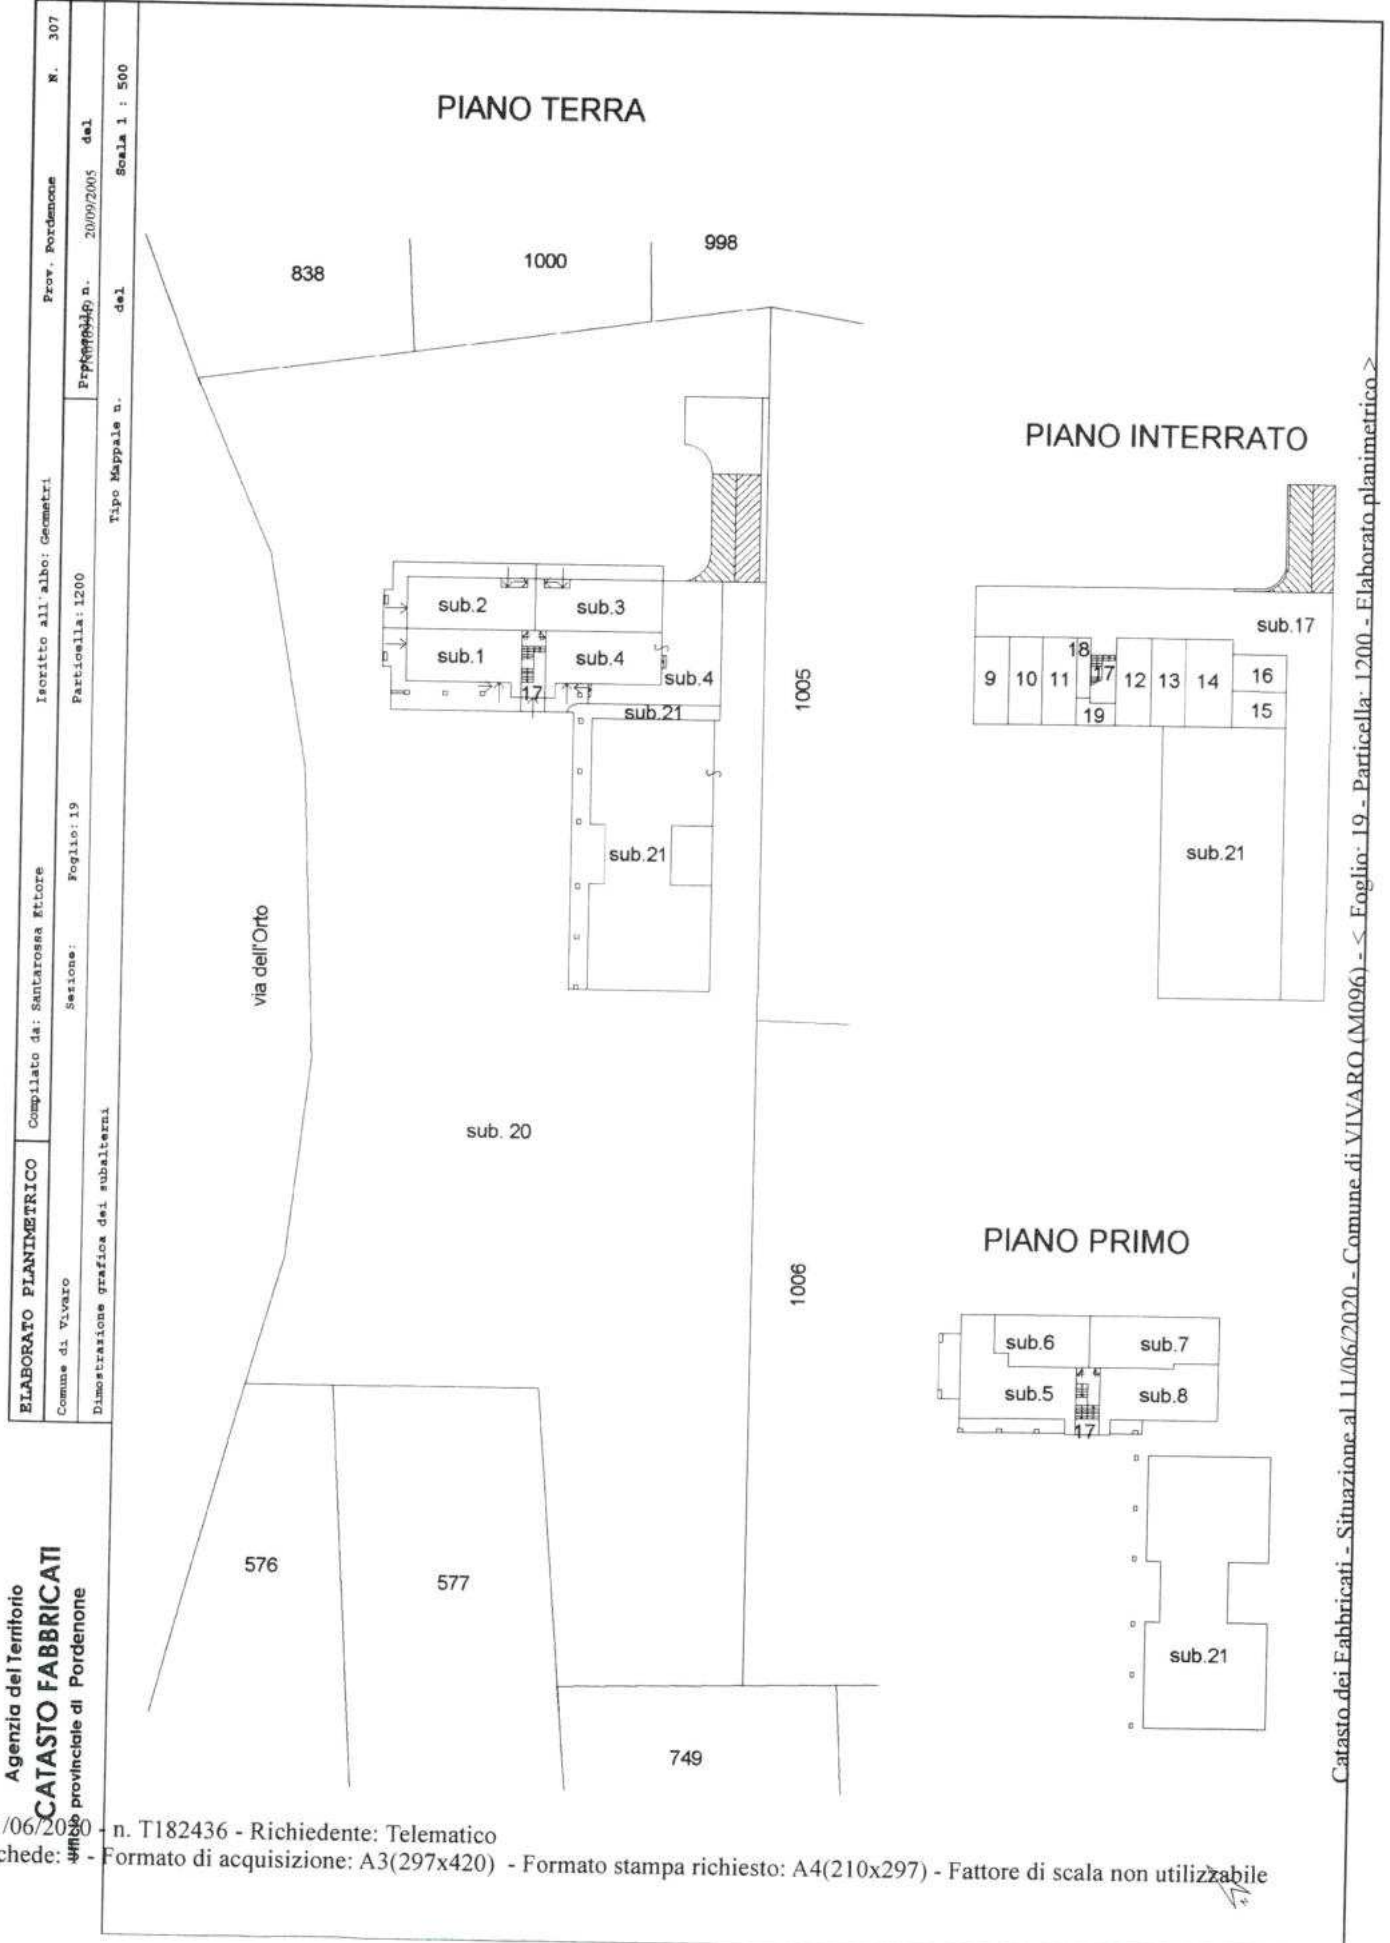 ELABORATO PLANIMETRICO
Compilato da: Santarossa Ettore
Iscritto all'albo: Geometri
Prov. Pordenone
N. 307
Comune di Vivaro
Sezione:
Foglio: 19
Particella: 1200
Protocollo n.
20/09/2005
del
Dimostrazione grafica dei subalterni
Tipo Mappale n.
del
Scala 1 : 500
PIANO TERRA
838
1000
998
sub.2
sub.3
sub.1
sub.4
sub.4
17
sub.21
sub.21
1005
via dell'Orto
sub. 20
1006
576
577
749
PIANO INTERRATO
sub.17
9
10
11
18
17
12
13
14
16
15
19
sub.21
PIANO PRIMO
sub.6
sub.7
sub.5
sub.8
17
sub.21
Catasto dei Fabbricati - Situazione al 11/06/2020 - Comune di VIVARO (M096) - < Foglio: 19 - Particella: 1200 - Elaborato planimetrico >
Agenzia del Territorio
CATASTO FABBRICATI
Ufficio provinciale di Pordenone
/06/2020 - n. T182436 - Richiedente: Telematico
chede: - Formato di acquisizione: A3(297x420) - Formato stampa richiesto: A4(210x297) - Fattore di scala non utilizzabile
N